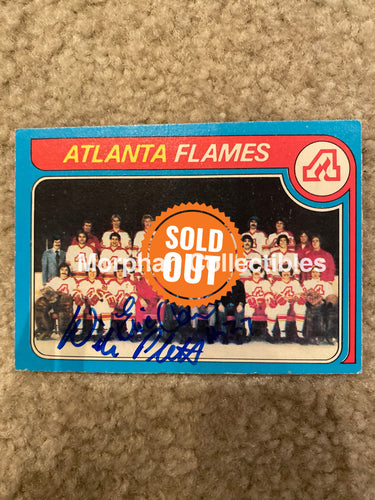 ATLANTA FLAMES
A
SOLD
OUT
Morphan Collectibles